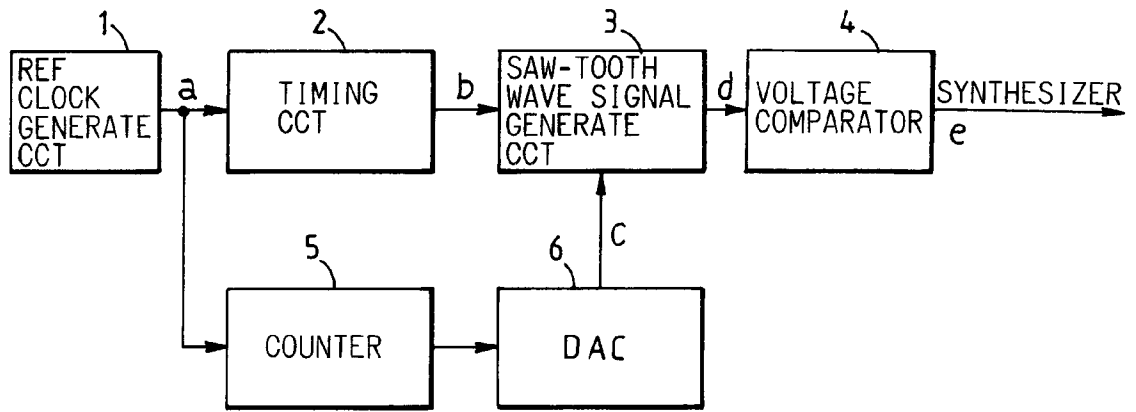 1
REF
CLOCK
GENERATE
CCT
a
2
TIMING
CCT
b
3
SAW-TOOTH
WAVE SIGNAL
GENERATE
CCT
d
4
VOLTAGE
COMPARATOR
SYNTHESIZER
e
5
COUNTER
6
DAC
C